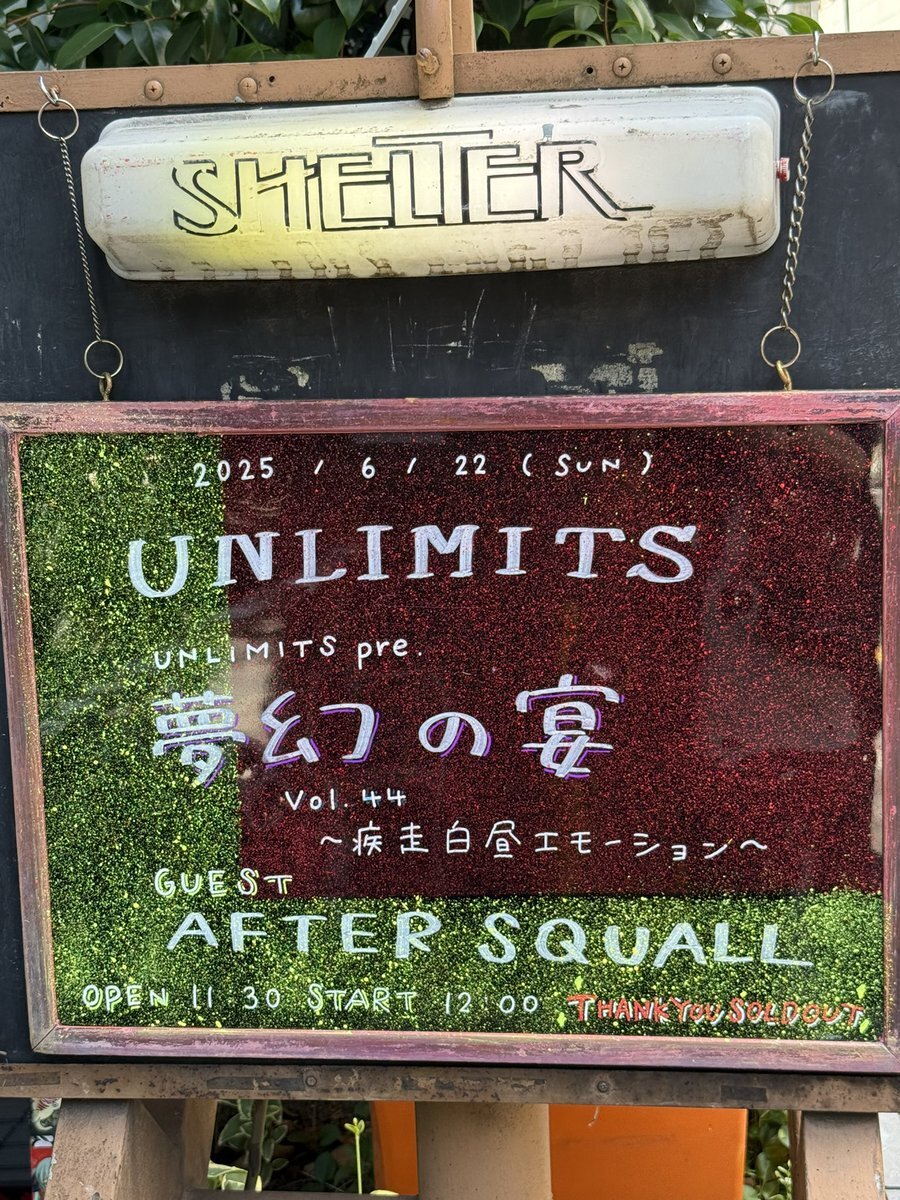 SHELTER
2025 / 6 / 22 (SUN)
UNLIMITS
UNLIMITS pre.
夢幻の宴
Vol. 44
~疾走白昼エモーション~
GUEST
AFTER SQUALL
OPEN 11:30 START 12:00 THANK YOU SOLD OUT